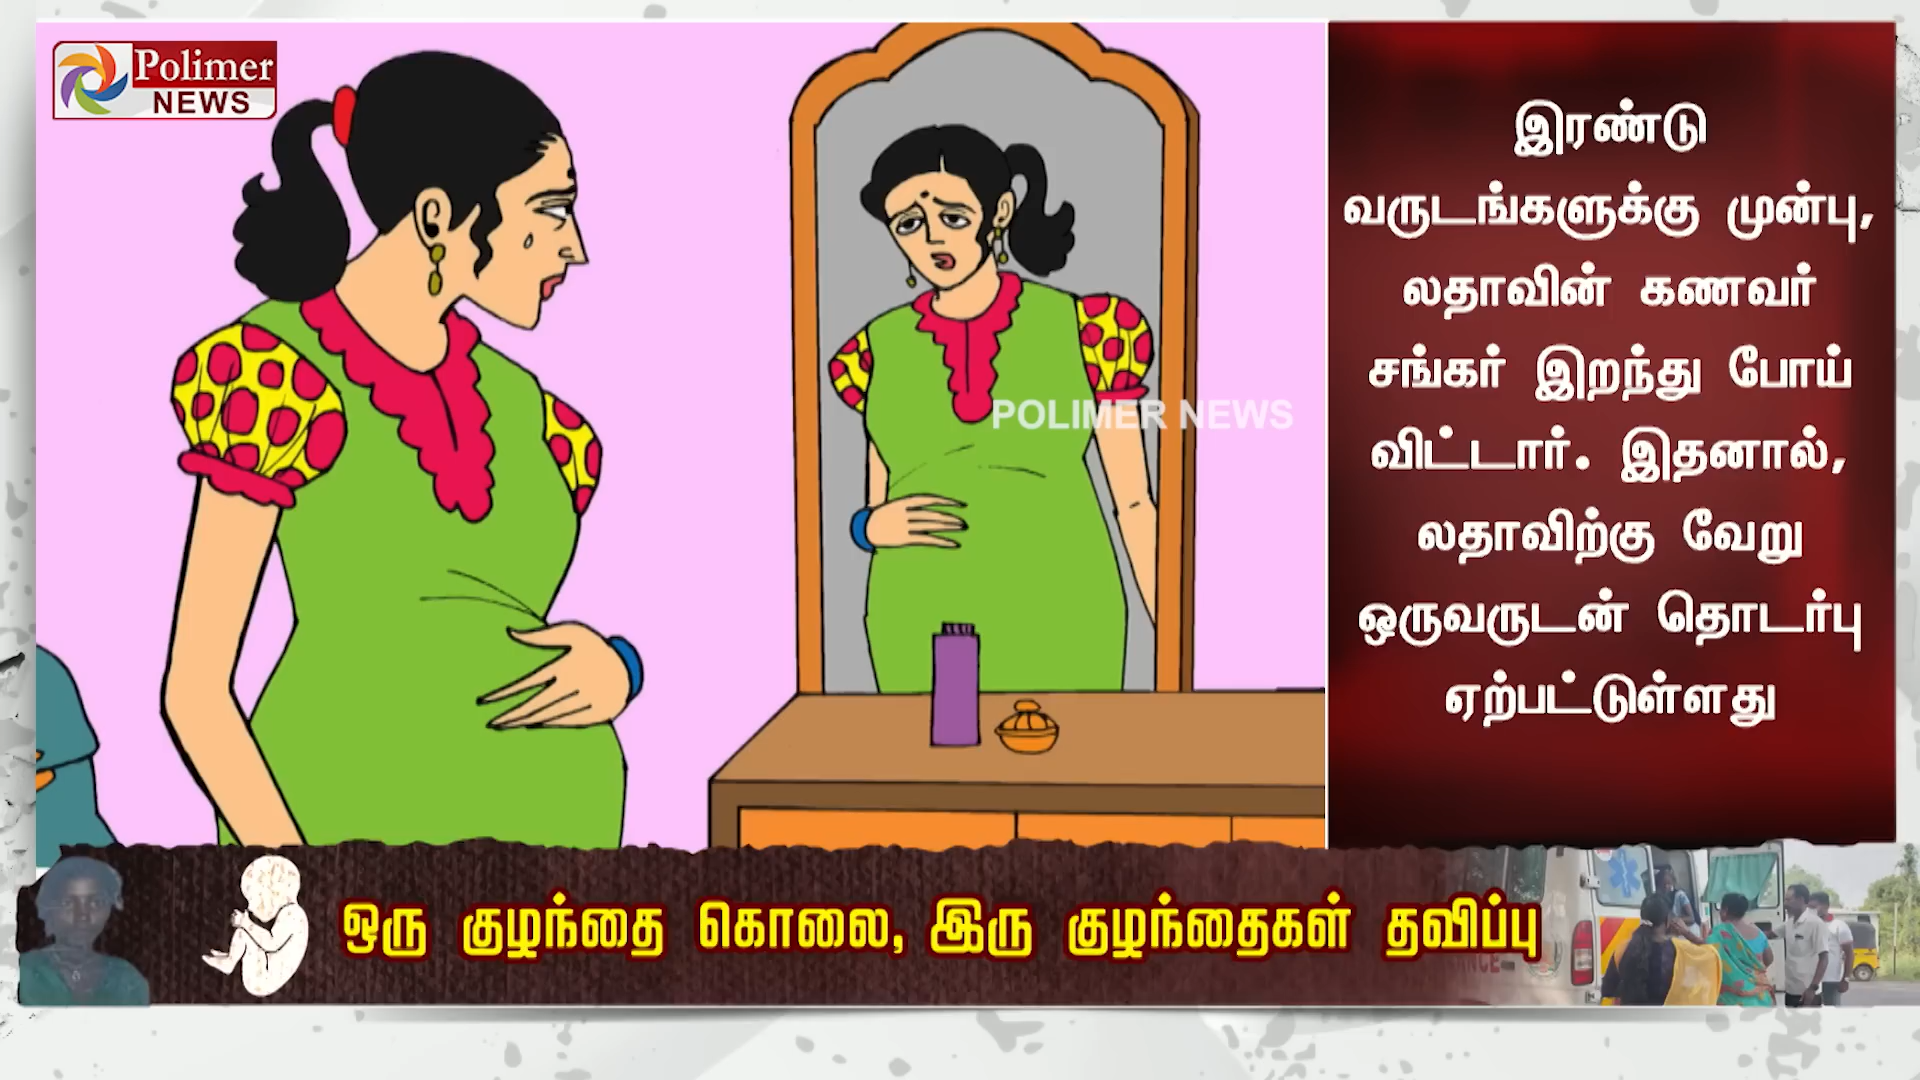 Polimer
NEWS
இரண்டு
வருடங்களுக்கு முன்பு,
லதாவின் கணவர்
சங்கர் இறந்து போய்
விட்டார். இதனால்,
லதாவிற்கு வேறு
ஒருவருடன் தொடர்பு
ஏற்பட்டுள்ளது
POLIMER NEWS
ஒரு குழந்தை கொலை, இரு குழந்தைகள் தவிப்பு